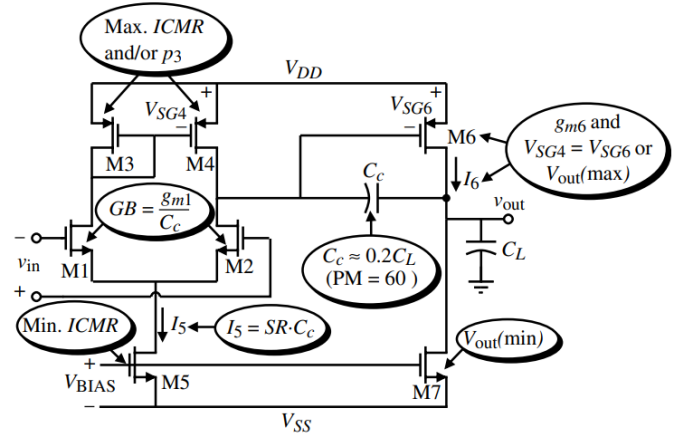 Max. ICMR
and/or p3
VDD
+
VSG4
−
+
VSG6
−
M3
M4
M6
gm6 and
VSG4 = VSG6 or
Vout(max)
Cc
I6
vout
GB = gm1
Cc
−
vin
+
M1
M2
Cc ≈ 0.2CL
(PM = 60 )
CL
Min. ICMR
I5
I5 = SR·Cc
Vout(min)
+
VBIAS
−
M5
M7
VSS